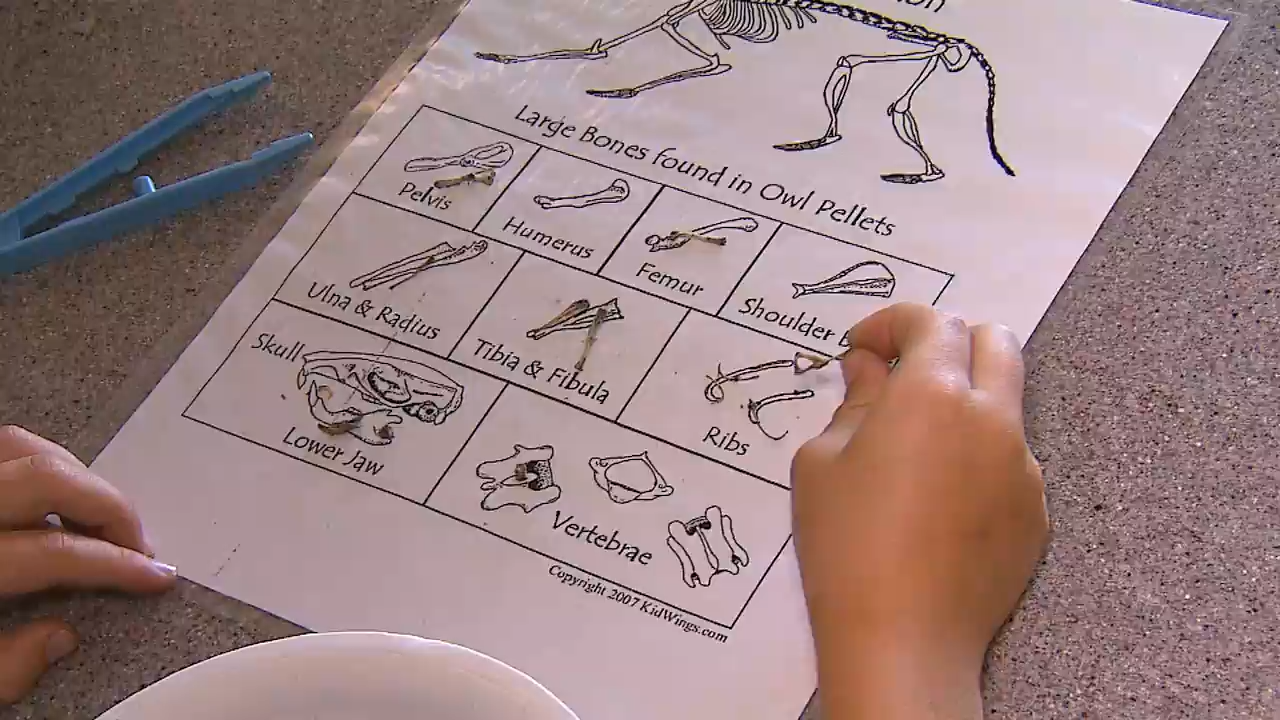 Large Bones found in Owl Pellets
Pelvis
Humerus
Femur
Shoulder
Ulna & Radius
Tibia & Fibula
Ribs
Skull
Lower Jaw
Vertebrae
Copyright 2007 KidWings.com